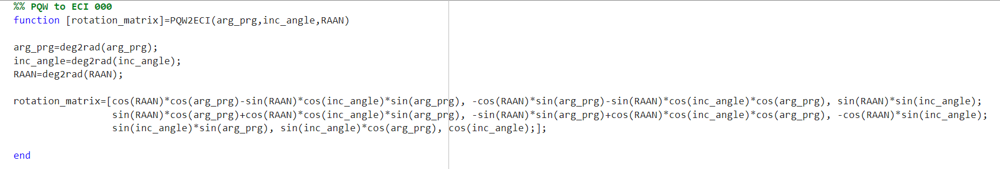 %% PQW to ECI 000
function [rotation_matrix]=PQW2ECI(arg_prg,inc_angle,RAAN)
arg_prg=deg2rad(arg_prg);
inc_angle=deg2rad(inc_angle);
RAAN=deg2rad(RAAN);
rotation_matrix=[cos(RAAN)*cos(arg_prg)-sin(RAAN)*cos(inc_angle)*sin(arg_prg), -cos(RAAN)*sin(arg_prg)-sin(RAAN)*cos(inc_angle)*cos(arg_prg), sin(RAAN)*sin(inc_angle);
sin(RAAN)*cos(arg_prg)+cos(RAAN)*cos(inc_angle)*sin(arg_prg), -sin(RAAN)*sin(arg_prg)+cos(RAAN)*cos(inc_angle)*cos(arg_prg), -cos(RAAN)*sin(inc_angle);
sin(inc_angle)*sin(arg_prg), sin(inc_angle)*cos(arg_prg), cos(inc_angle);];
end